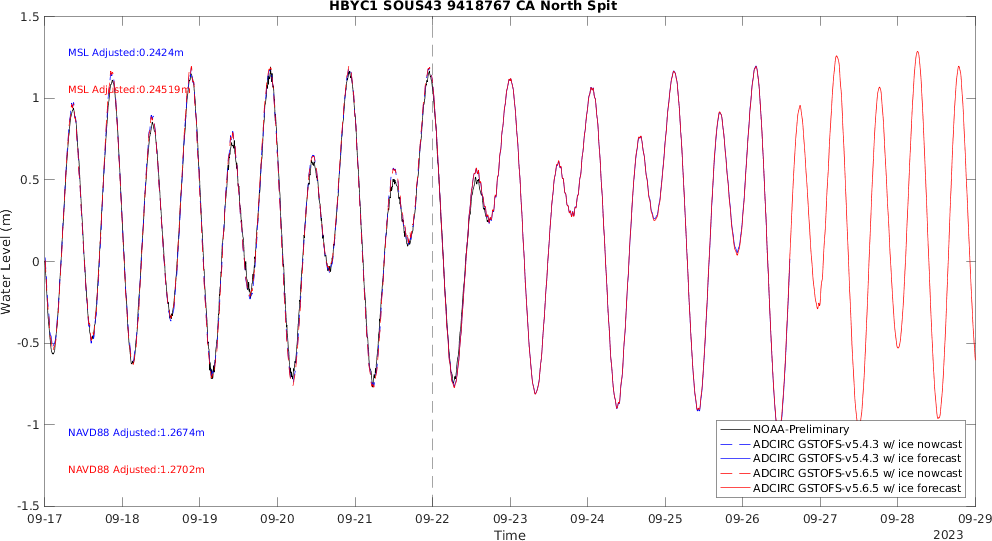 HBYC1 SOUS43 9418767 CA North Spit
1.5
1
0.5
0
-0.5
-1
-1.5
Water Level (m)
MSL Adjusted:0.2424m
MSL Adjusted:0.24519m
NAVD88 Adjusted:1.2674m
NAVD88 Adjusted:1.2702m
NOAA-Preliminary
ADCIRC GSTOFS-v5.4.3 w/ ice nowcast
ADCIRC GSTOFS-v5.4.3 w/ ice forecast
ADCIRC GSTOFS-v5.6.5 w/ ice nowcast
ADCIRC GSTOFS-v5.6.5 w/ ice forecast
09-17 09-18 09-19 09-20 09-21 09-22 09-23 09-24 09-25 09-26 09-27 09-28 09-29
Time
2023